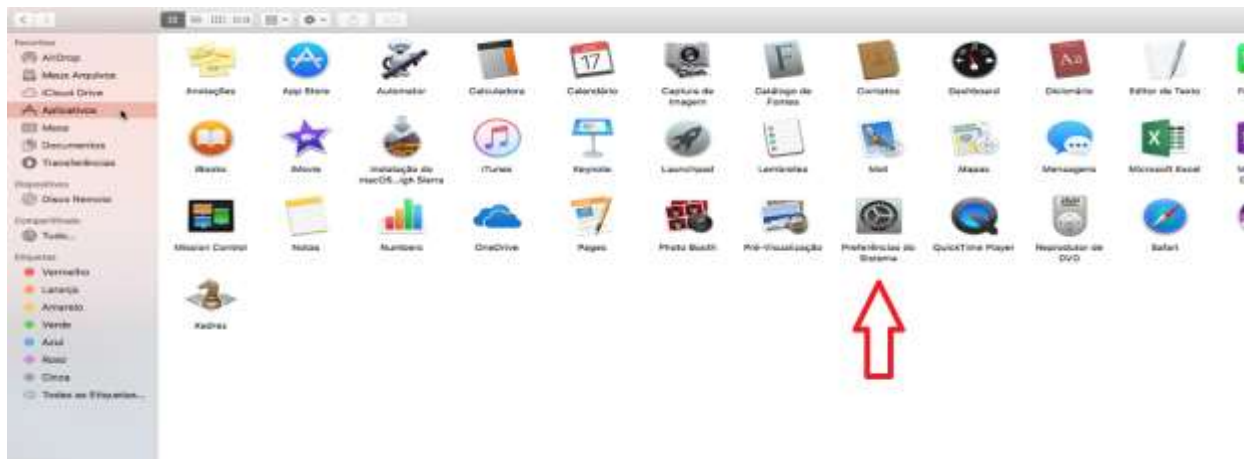 Favoritos
AirDrop
Meus Arquivos
iCloud Drive
Aplicativos
Mesa
Documentos
Transferências
Dispositivos
Disco Remoto
Compartilhado
Tudo...
Etiquetas
Vermelho
Laranja
Amarelo
Verde
Azul
Roxo
Cinza
Todas as Etiquetas...
Anotações
App Store
Automator
Calculadora
Calendário
Captura de
Imagem
Catálogo de
Fontes
Contatos
Dashboard
Dicionário
Editor de Texto
iBooks
iMovie
Instalação do
macOS...igh Sierra
iTunes
Keynote
Launchpad
Lembretes
Mail
Mapas
Mensagens
Microsoft Excel
Mission Control
Notas
Numbers
OneDrive
Pages
Photo Booth
Pré-Visualização
Preferências do
Sistema
QuickTime Player
Reprodutor de
DVD
Safari
Xadrez
17
Aa